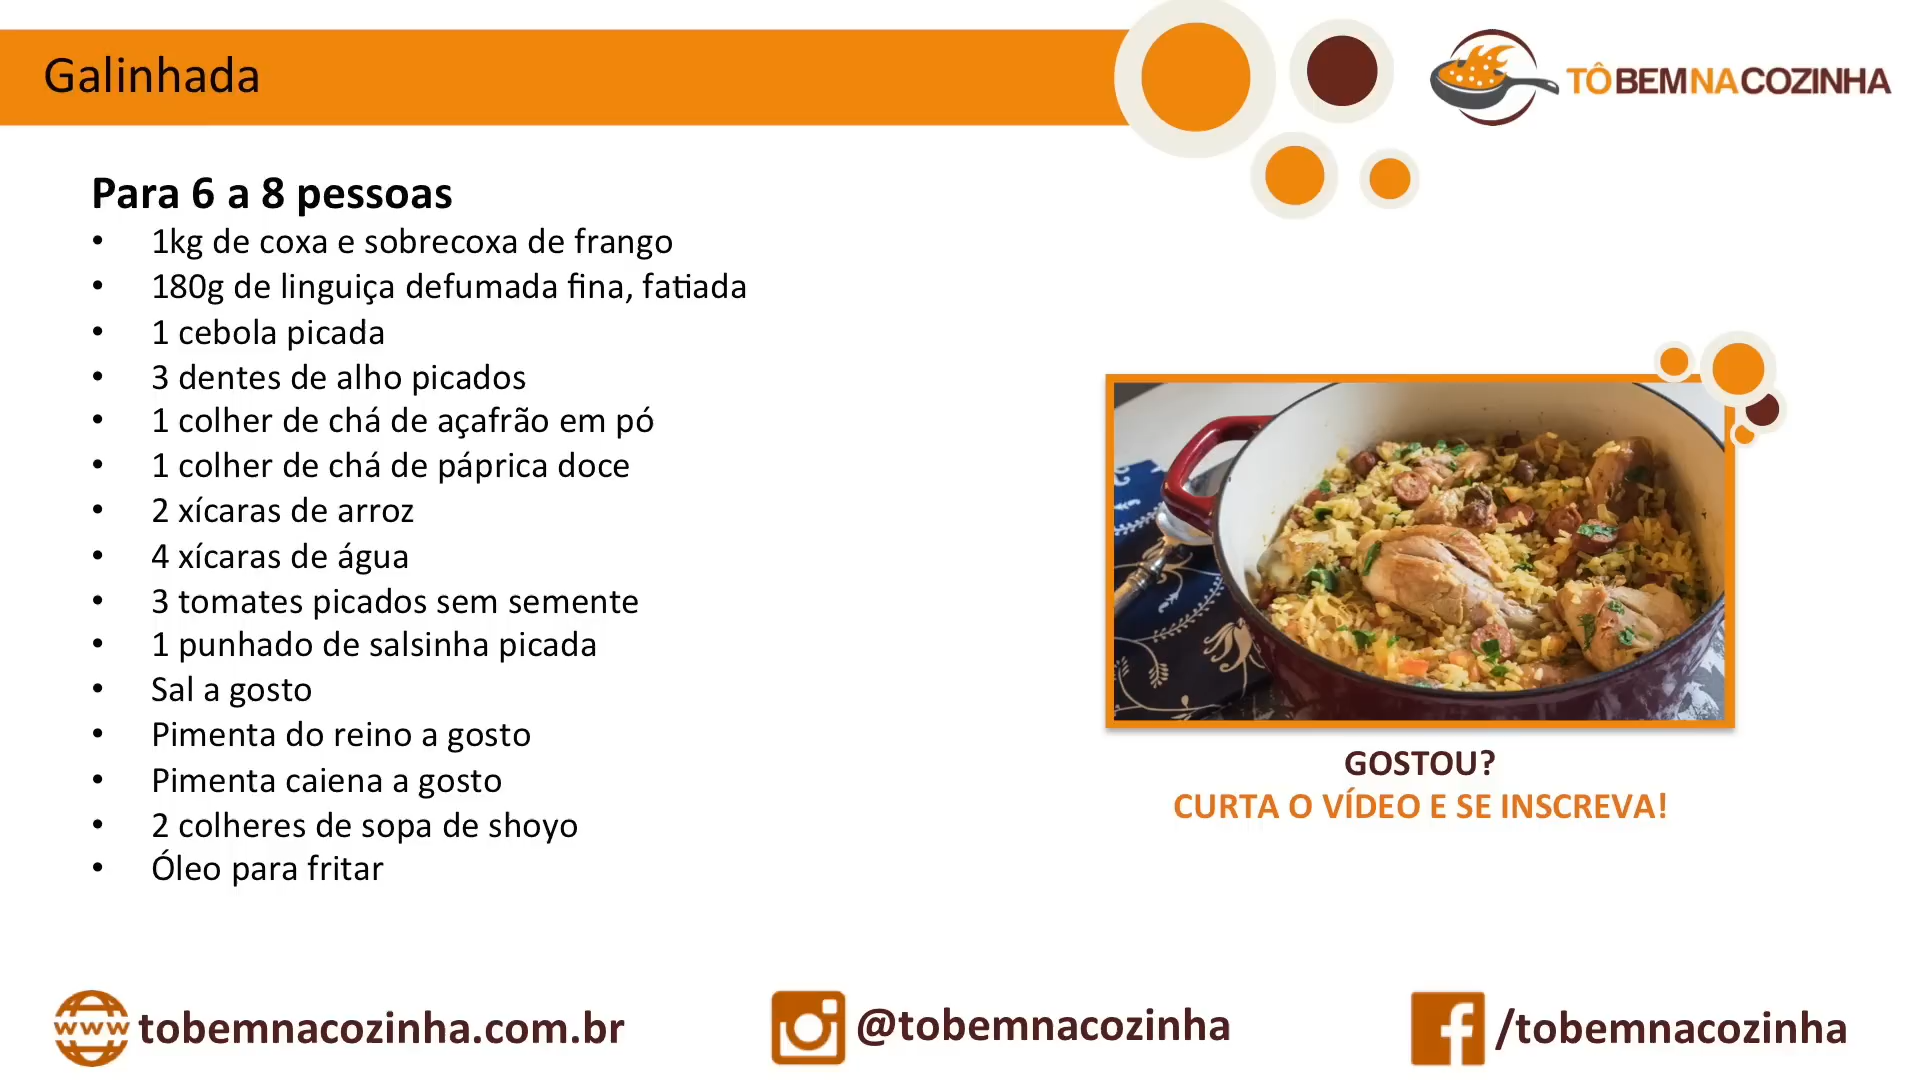 Galinhada
TÔBEMNACOZINHA
Para 6 a 8 pessoas
• 1kg de coxa e sobrecoxa de frango
• 180g de linguiça defumada fina, fatiada
• 1 cebola picada
• 3 dentes de alho picados
• 1 colher de chá de açafrão em pó
• 1 colher de chá de páprica doce
• 2 xícaras de arroz
• 4 xícaras de água
• 3 tomates picados sem semente
• 1 punhado de salsinha picada
• Sal a gosto
• Pimenta do reino a gosto
• Pimenta caiena a gosto
• 2 colheres de sopa de shoyo
• Óleo para fritar
GOSTOU?
CURTA O VÍDEO E SE INSCREVA!
www tobemnacozinha.com.br
@tobemnacozinha
/tobemnacozinha